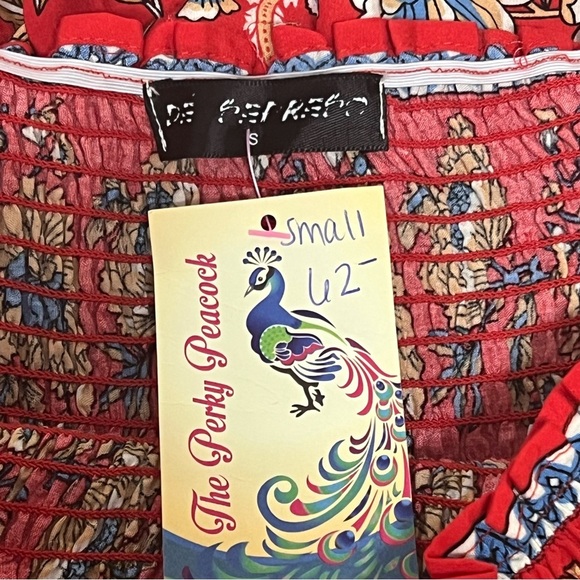 S
small
62-
The Perky Peacock